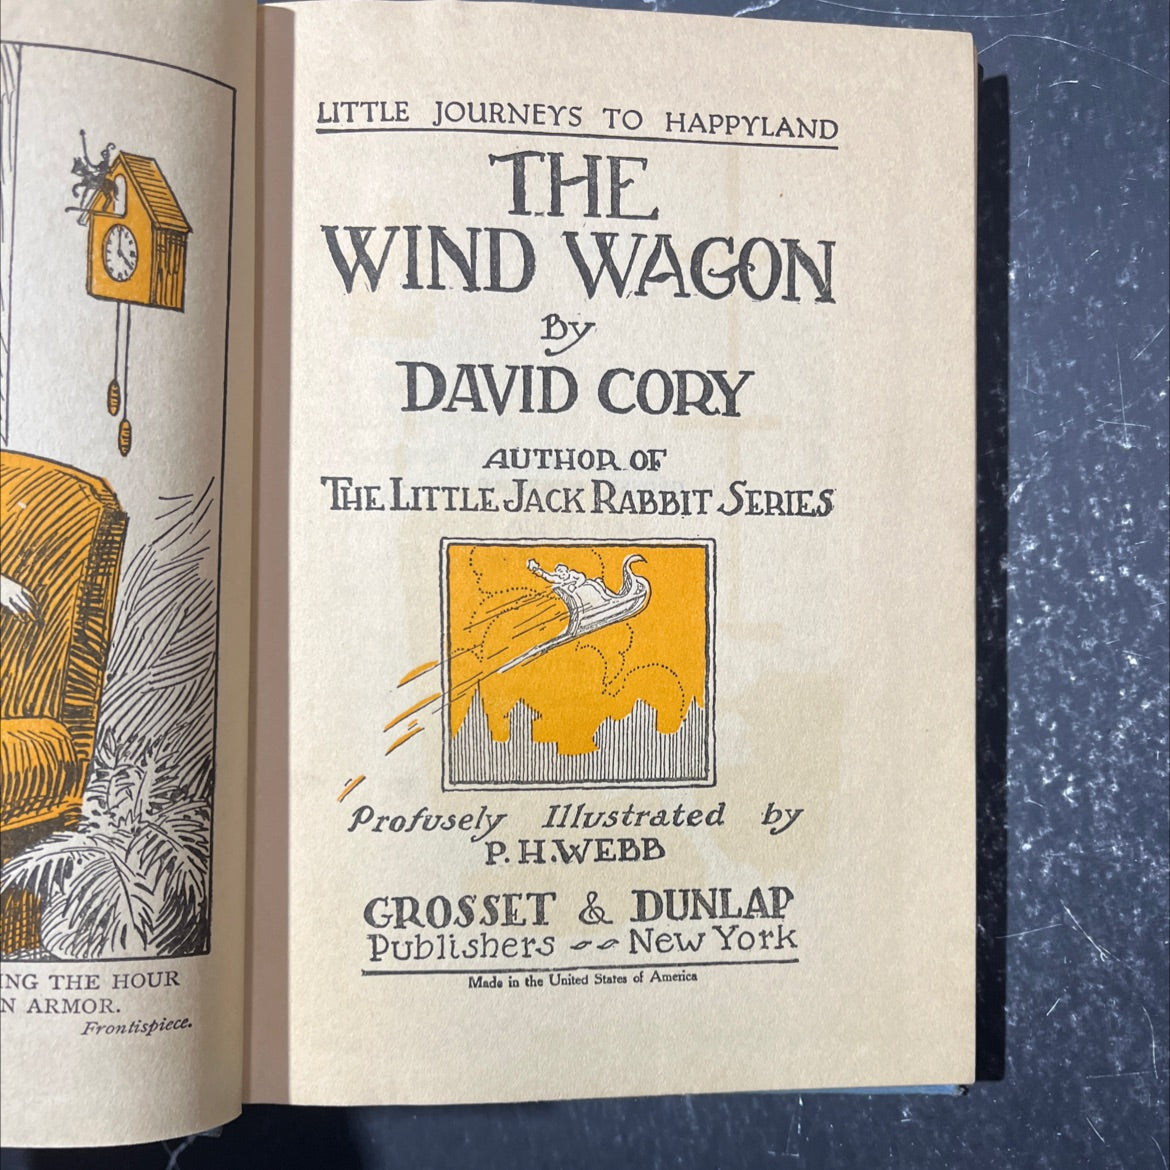 ING THE HOUR
N ARMOR.
Frontispiece.
LITTLE JOURNEYS TO HAPPYLAND
THE
WIND WAGON
By
DAVID CORY
AUTHOR OF
THE LITTLE JACK RABBIT SERIES
Profusely Illustrated by
P. H. WEBB
GROSSET & DUNLAP
Publishers -- New York
Made in the United States of America